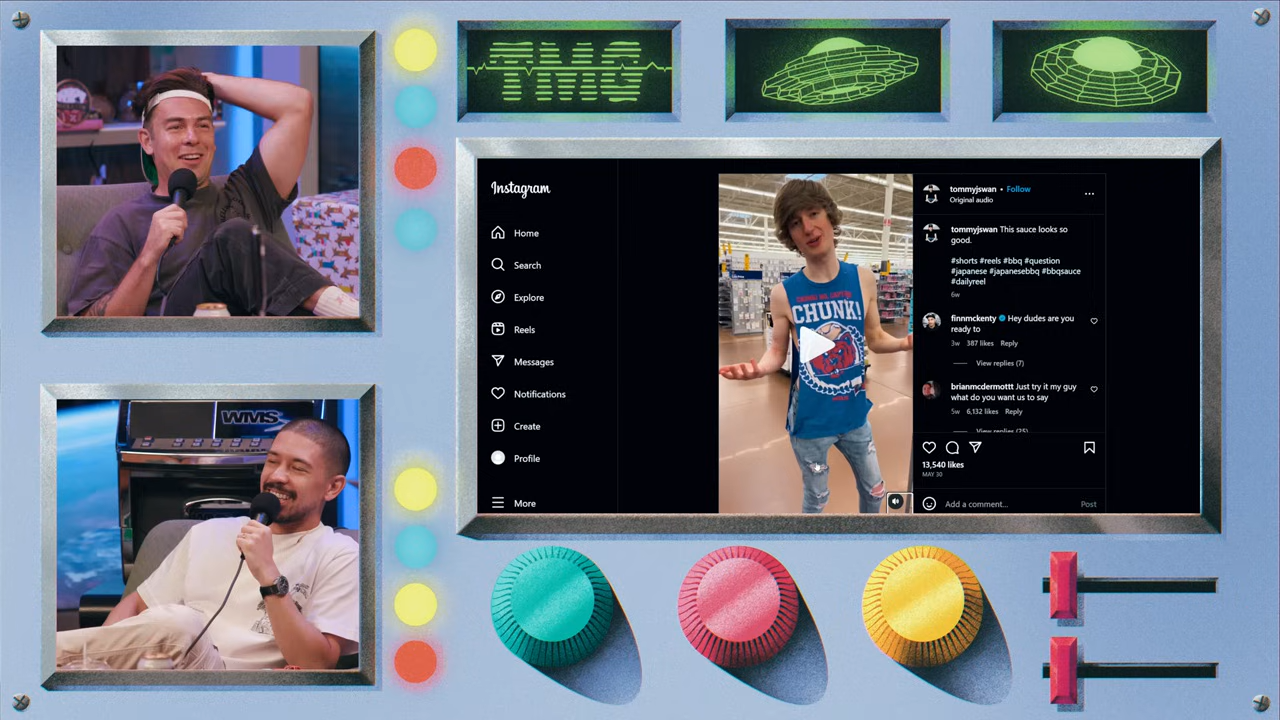 TMG
WMS
Instagram
Home
Search
Explore
Reels
Messages
Notifications
Create
Profile
More
CHUNK!
tommyjswan • Follow
Original audio
tommyjswan This sauce looks so
good.
#shorts #reels #bbq #question
#japanese #japanesebbq #bbqsauce
#dailyreel
6w
finnmckenty Hey dudes are you
ready to
3w 387 likes Reply
View replies (7)
brianmcdermottt Just try it my guy
what do you want us to say
5w 6,132 likes Reply
View replies (25)
13,540 likes
MAY 30
Add a comment...
Post